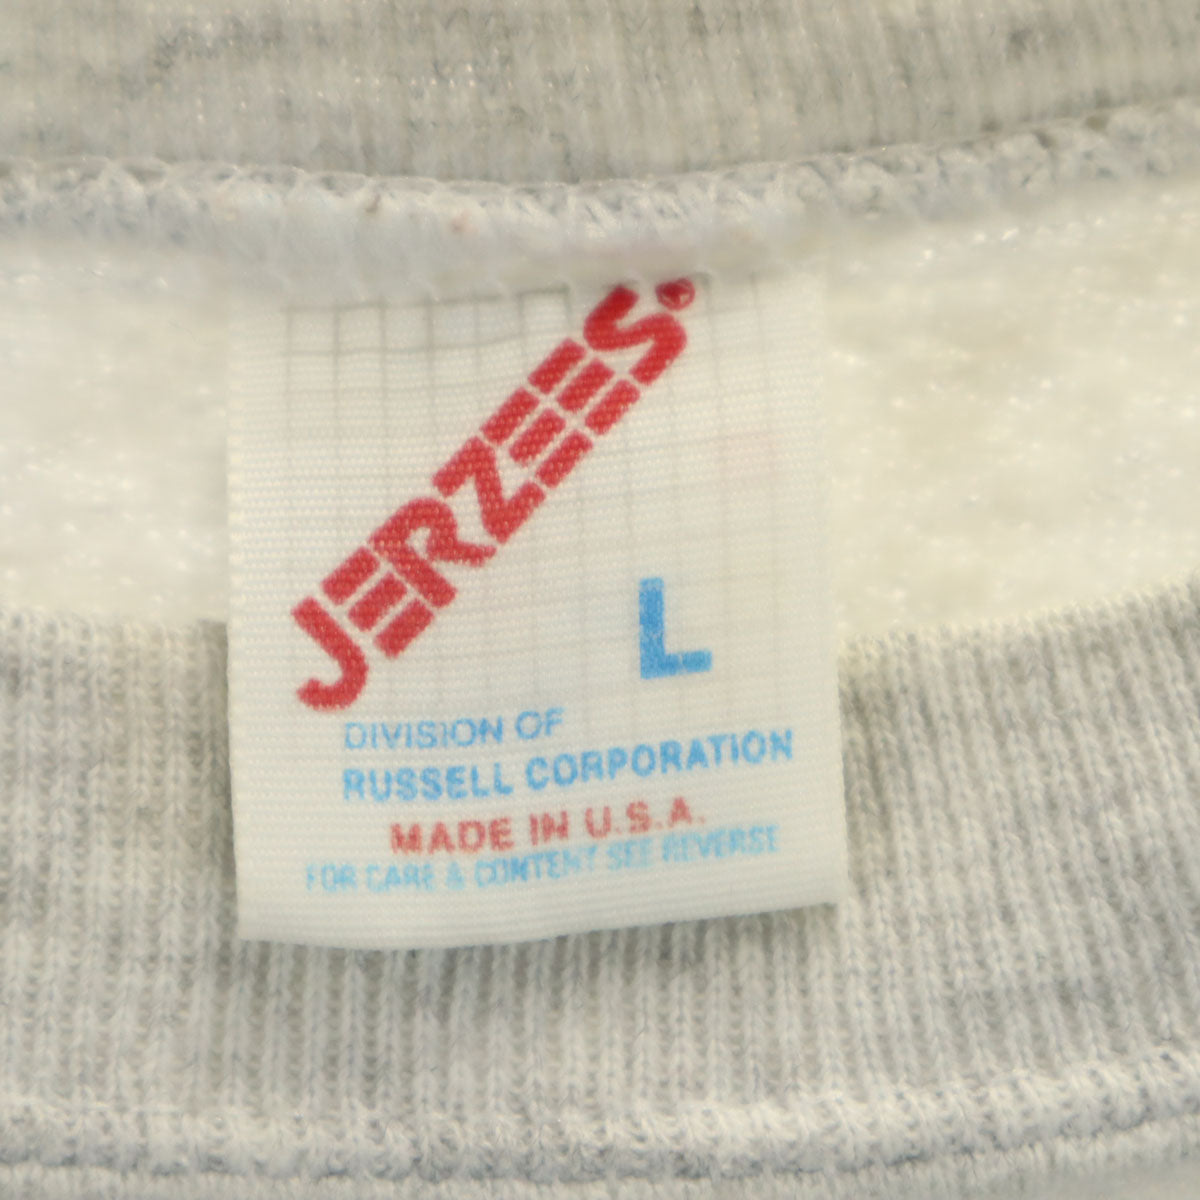 JERZEES®
L
DIVISION OF
RUSSELL CORPORATION
MADE IN U.S.A.
FOR CARE & CONTENT SEE REVERSE